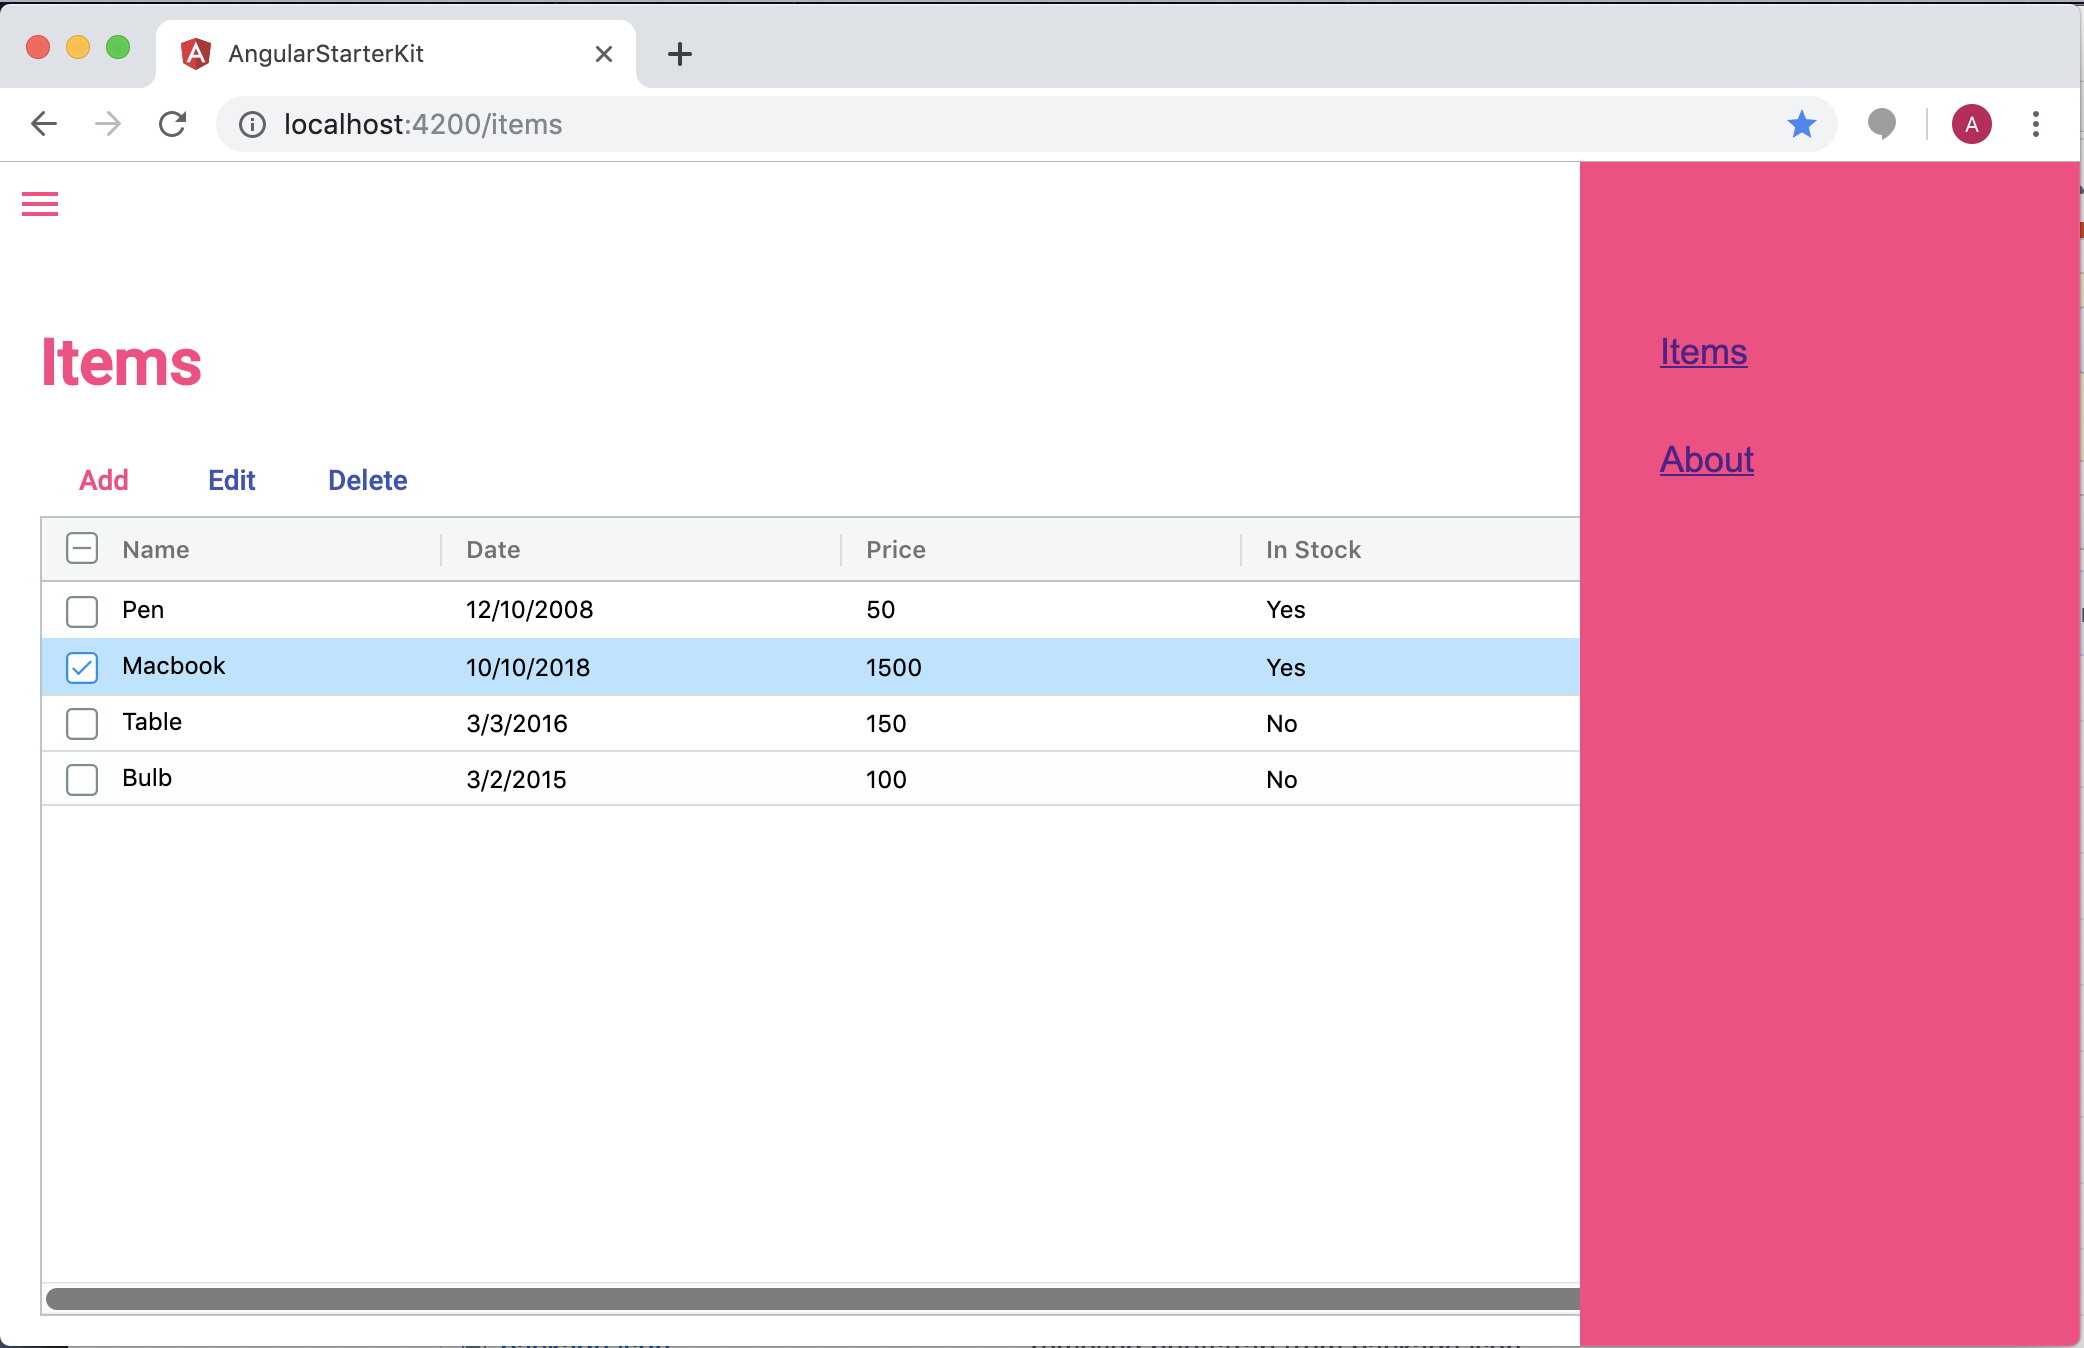 AngularStarterKit
localhost:4200/items
A
Items
Items
About
Add Edit Delete
Name Date Price In Stock
Pen 12/10/2008 50 Yes
Macbook 10/10/2018 1500 Yes
Table 3/3/2016 150 No
Bulb 3/2/2015 100 No